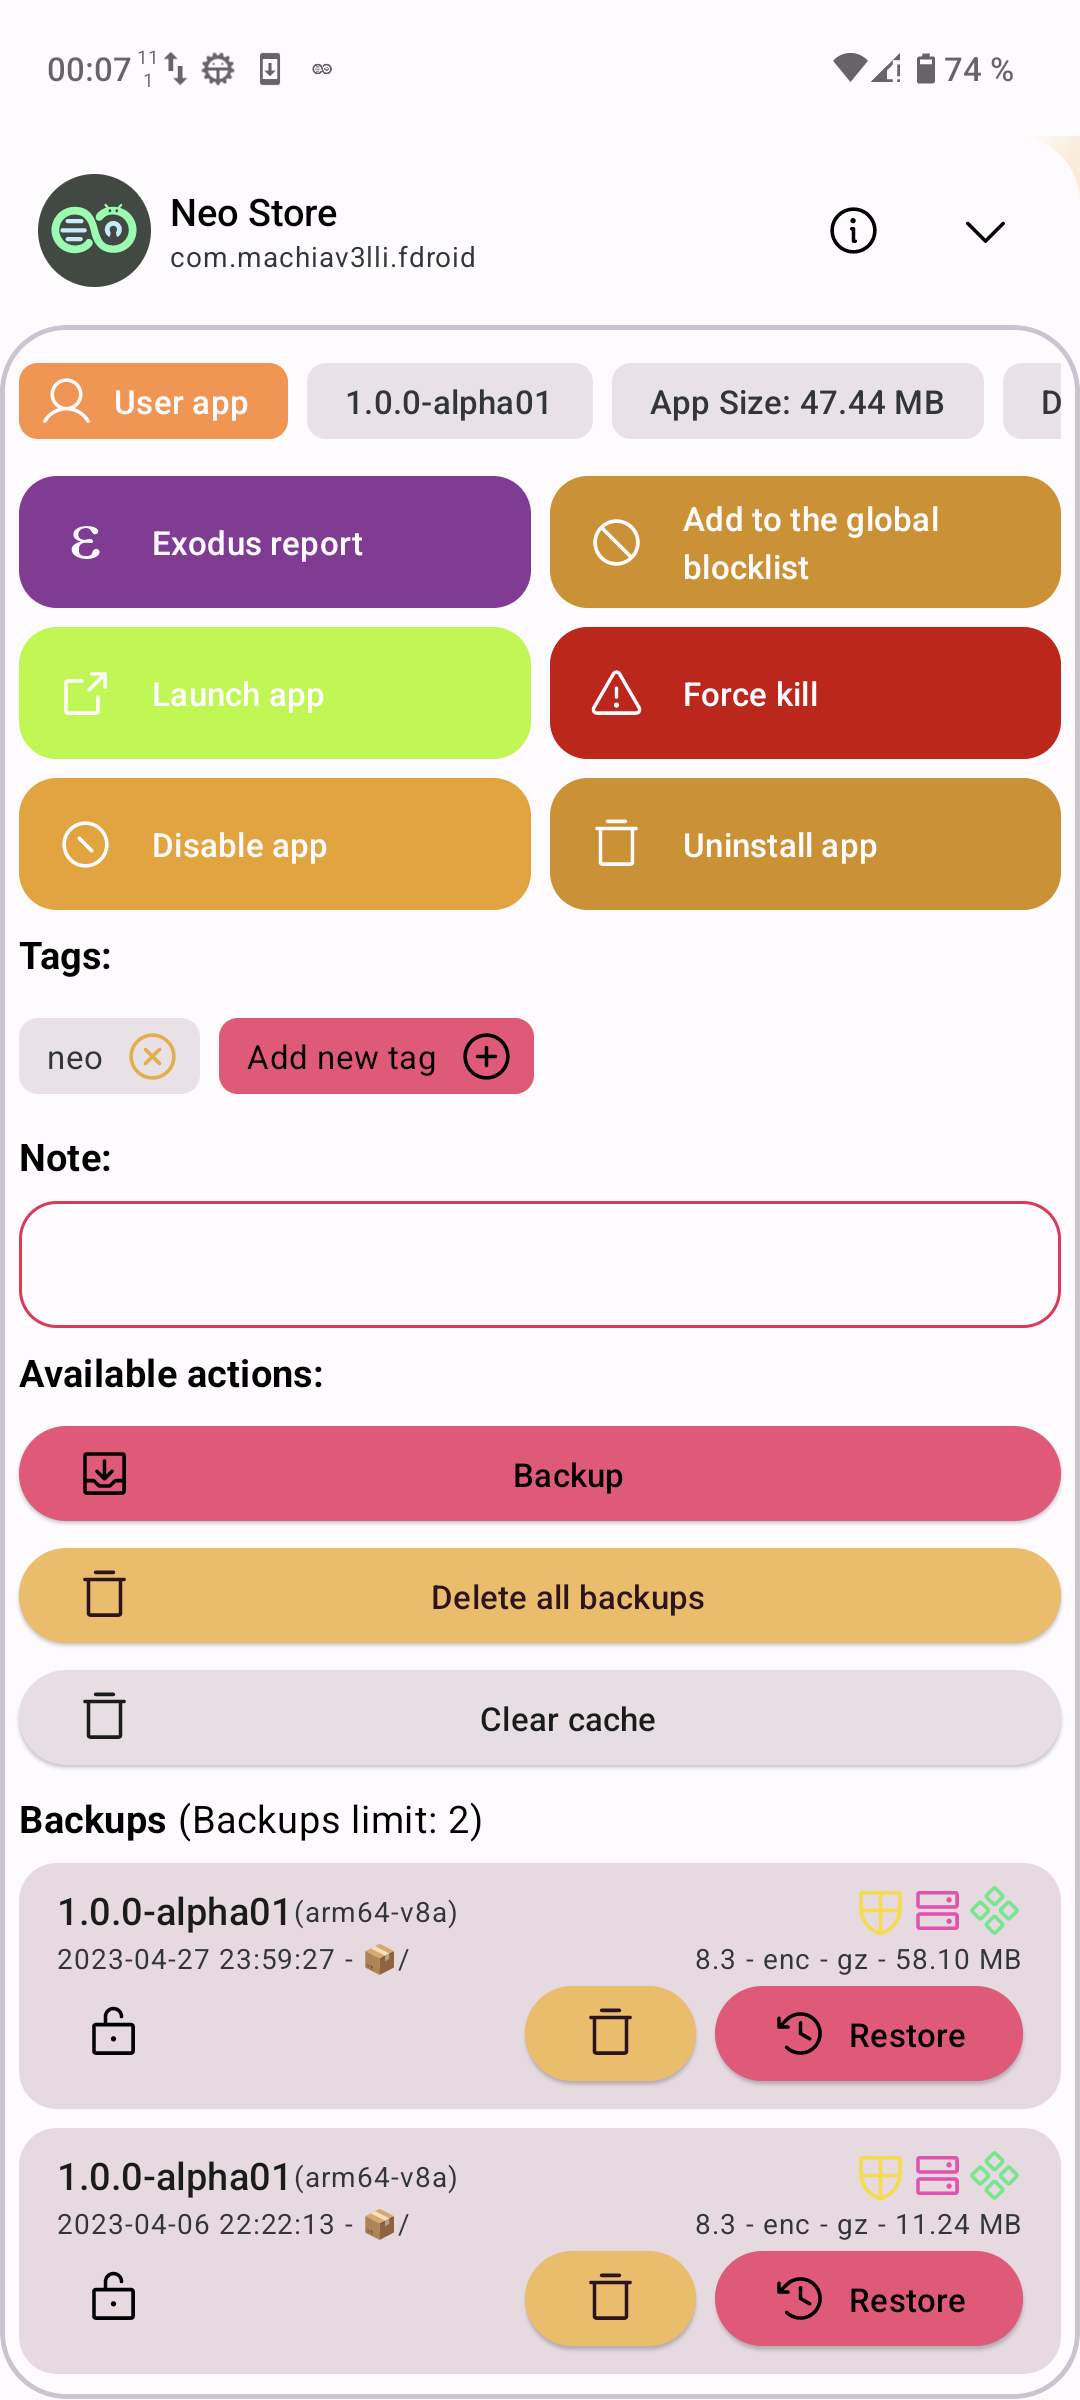 00:07 11 1 74 %
Neo Store
com.machiav3lli.fdroid
User app 1.0.0-alpha01 App Size: 47.44 MB D
Exodus report
Add to the global
blocklist
Launch app
Force kill
Disable app
Uninstall app
Tags:
neo Add new tag
Note:
Available actions:
Backup
Delete all backups
Clear cache
Backups (Backups limit: 2)
1.0.0-alpha01(arm64-v8a)
2023-04-27 23:59:27 - 📦/ 8.3 - enc - gz - 58.10 MB
Restore
1.0.0-alpha01(arm64-v8a)
2023-04-06 22:22:13 - 📦/ 8.3 - enc - gz - 11.24 MB
Restore